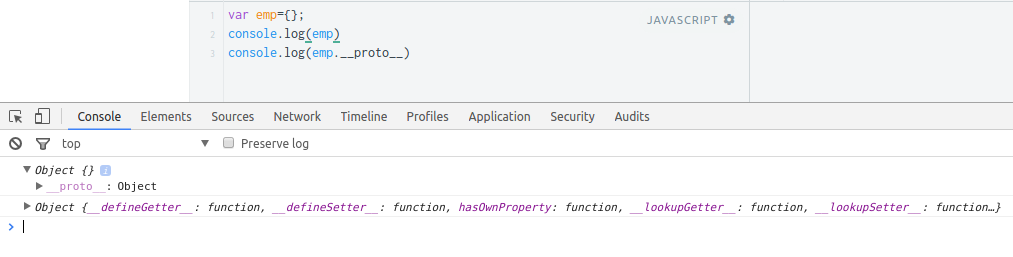 1 var emp={};
JAVASCRIPT
2 console.log(emp)
3 console.log(emp.__proto__)
Console Elements Sources Network Timeline Profiles Application Security Audits
top Preserve log
Object {} i
__proto__: Object
Object {__defineGetter__: function, __defineSetter__: function, hasOwnProperty: function, __lookupGetter__: function, __lookupSetter__: function…}
>